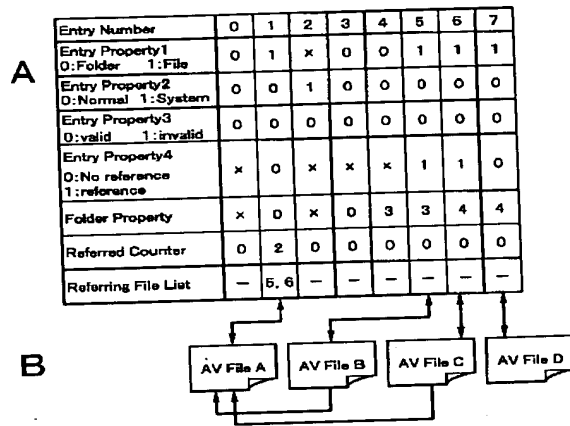 A
Entry Number 0 1 2 3 4 5 6 7
Entry Property1
0:Folder 1:File
0 1 × 0 0 1 1 1
Entry Property2
0:Normal 1:System
0 0 1 0 0 0 0 0
Entry Property3
0:valid 1:invalid
0 0 0 0 0 0 0 0
Entry Property4
0:No reference
1:reference
× 0 × × × 1 1 0
Folder Property × 0 × 0 3 3 4 4
Referred Counter 0 2 0 0 0 0 0 0
Referring File List — 5, 6 — — — — — —
B
AV File A AV File B AV File C AV File D